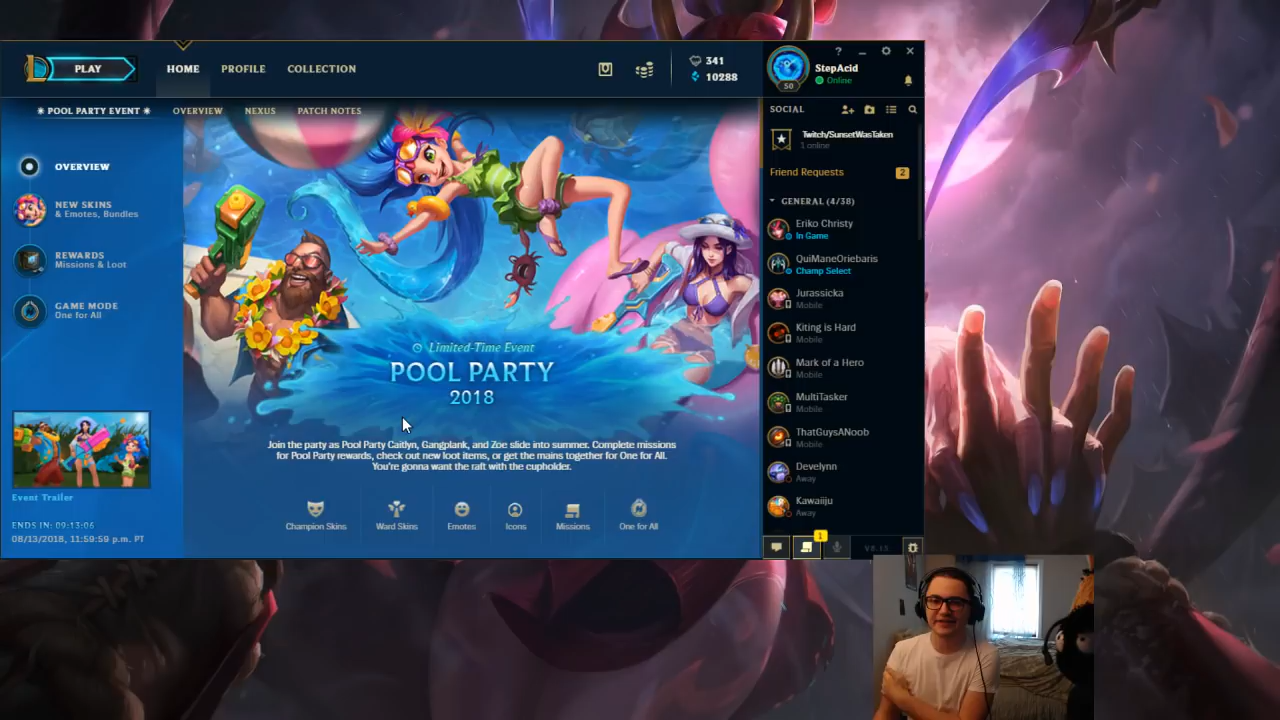 PLAY
HOME
PROFILE
COLLECTION
341
10288
?
StepAcid
Online
50
POOL PARTY EVENT
OVERVIEW
NEXUS
PATCH NOTES
OVERVIEW
NEW SKINS
& Emotes, Bundles
REWARDS
Missions & Loot
GAME MODE
One for All
Event Trailer
ENDS IN: 09:13:06
08/13/2018, 11:59:59 p.m. PT
Limited-Time Event
POOL PARTY
2018
Join the party as Pool Party Caitlyn, Gangplank, and Zoe slide into summer. Complete missions
for Pool Party rewards, check out new loot items, or get the mains together for One for All.
You're gonna want the raft with the cupholder.
Champion Skins
Ward Skins
Emotes
Icons
Missions
One for All
SOCIAL
Twitch/SunsetWasTaken
1 online
Friend Requests
2
GENERAL (4/38)
Eriko Christy
In Game
QuiManeOriebaris
Champ Select
Jurassicka
Mobile
Kiting is Hard
Mobile
Mark of a Hero
Mobile
MultiTasker
Mobile
ThatGuysANoob
Mobile
Develynn
Away
Kawaiiju
Away
1
V8.15